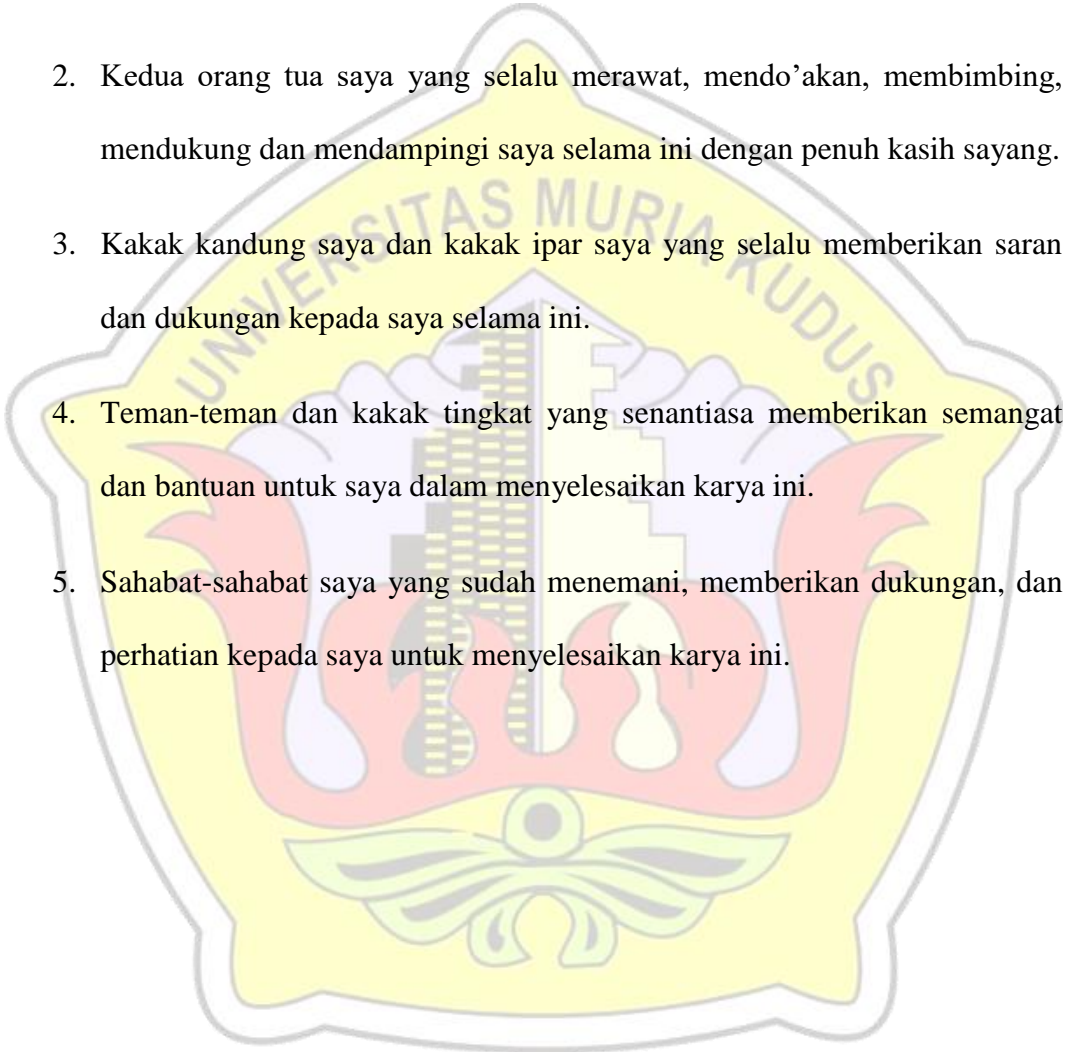 2. Kedua orang tua saya yang selalu merawat, mendo’akan, membimbing,
mendukung dan mendampingi saya selama ini dengan penuh kasih sayang.
UNIVERSITAS MURIA KUDUS
3. Kakak kandung saya dan kakak ipar saya yang selalu memberikan saran
dan dukungan kepada saya selama ini.
4. Teman-teman dan kakak tingkat yang senantiasa memberikan semangat
dan bantuan untuk saya dalam menyelesaikan karya ini.
5. Sahabat-sahabat saya yang sudah menemani, memberikan dukungan, dan
perhatian kepada saya untuk menyelesaikan karya ini.